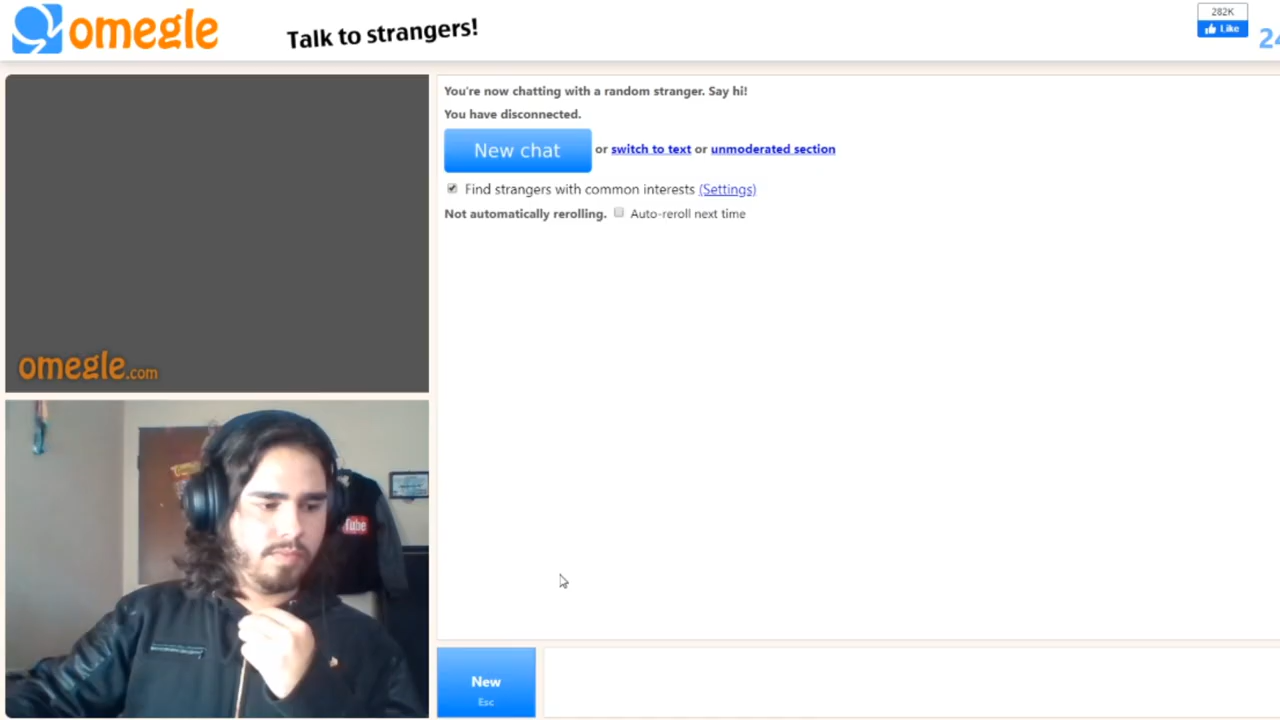 omegle
Talk to strangers!
282K
Like
24
You're now chatting with a random stranger. Say hi!
You have disconnected.
New chat or switch to text or unmoderated section
Find strangers with common interests (Settings)
Not automatically rerolling. Auto-reroll next time
omegle.com
Tube
New
Esc